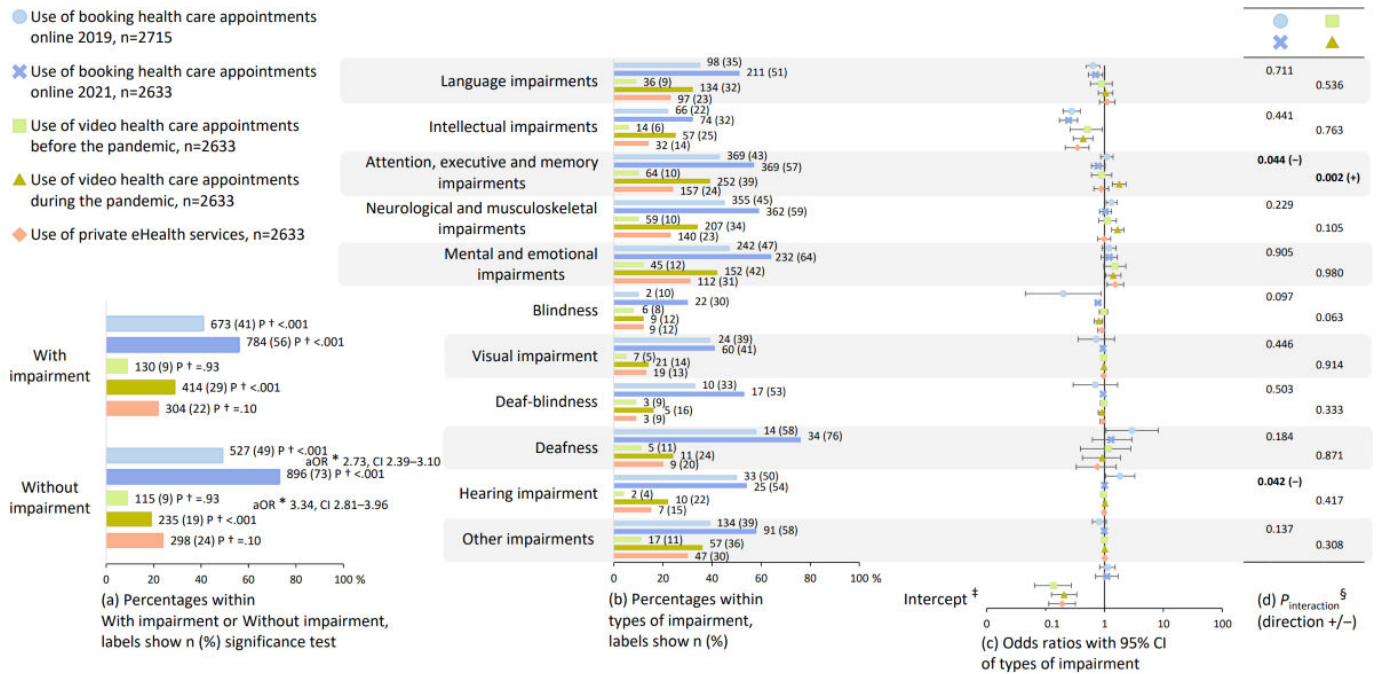 Use of booking health care appointments
online 2019, n=2715
Use of booking health care appointments
online 2021, n=2633
Use of video health care appointments
before the pandemic, n=2633
Use of video health care appointments
during the pandemic, n=2633
Use of private eHealth services, n=2633
With
impairment
673 (41) P † <.001
784 (56) P † <.001
130 (9) P † =.93
414 (29) P † <.001
304 (22) P † =.10
Without
impairment
527 (49) P † <.001
aOR * 2.73, CI 2.39–3.10
896 (73) P † <.001
115 (9) P † =.93
aOR * 3.34, CI 2.81–3.96
235 (19) P † <.001
298 (24) P † =.10
0 20 40 60 80 100 %
(a) Percentages within
With impairment or Without impairment,
labels show n (%) significance test
Language impairments
98 (35)
211 (51)
36 (9)
134 (32)
97 (23)
0.711
0.536
Intellectual impairments
66 (22)
74 (32)
14 (6)
57 (25)
32 (14)
0.441
0.763
Attention, executive and memory
impairments
369 (43)
369 (57)
64 (10)
252 (39)
157 (24)
0.044 (–)
0.002 (+)
Neurological and musculoskeletal
impairments
355 (45)
362 (59)
59 (10)
207 (34)
140 (23)
0.229
0.105
Mental and emotional
impairments
242 (47)
232 (64)
45 (12)
152 (42)
112 (31)
0.905
0.980
Blindness
2 (10)
22 (30)
6 (8)
9 (12)
9 (12)
0.097
0.063
Visual impairment
24 (39)
60 (41)
7 (5)
21 (14)
19 (13)
0.446
0.914
Deaf-blindness
10 (33)
17 (53)
3 (9)
5 (16)
3 (9)
0.503
0.333
Deafness
14 (58)
34 (76)
5 (11)
11 (24)
9 (20)
0.184
0.871
Hearing impairment
33 (50)
25 (54)
2 (4)
10 (22)
7 (15)
0.042 (–)
0.417
Other impairments
134 (39)
91 (58)
17 (11)
57 (36)
47 (30)
0.137
0.308
0 20 40 60 80 100 %
(b) Percentages within
types of impairment,
labels show n (%)
Intercept ‡
0 0.1 1 10 100
(c) Odds ratios with 95% CI
of types of impairment
(d) Pinteraction §
(direction +/–)